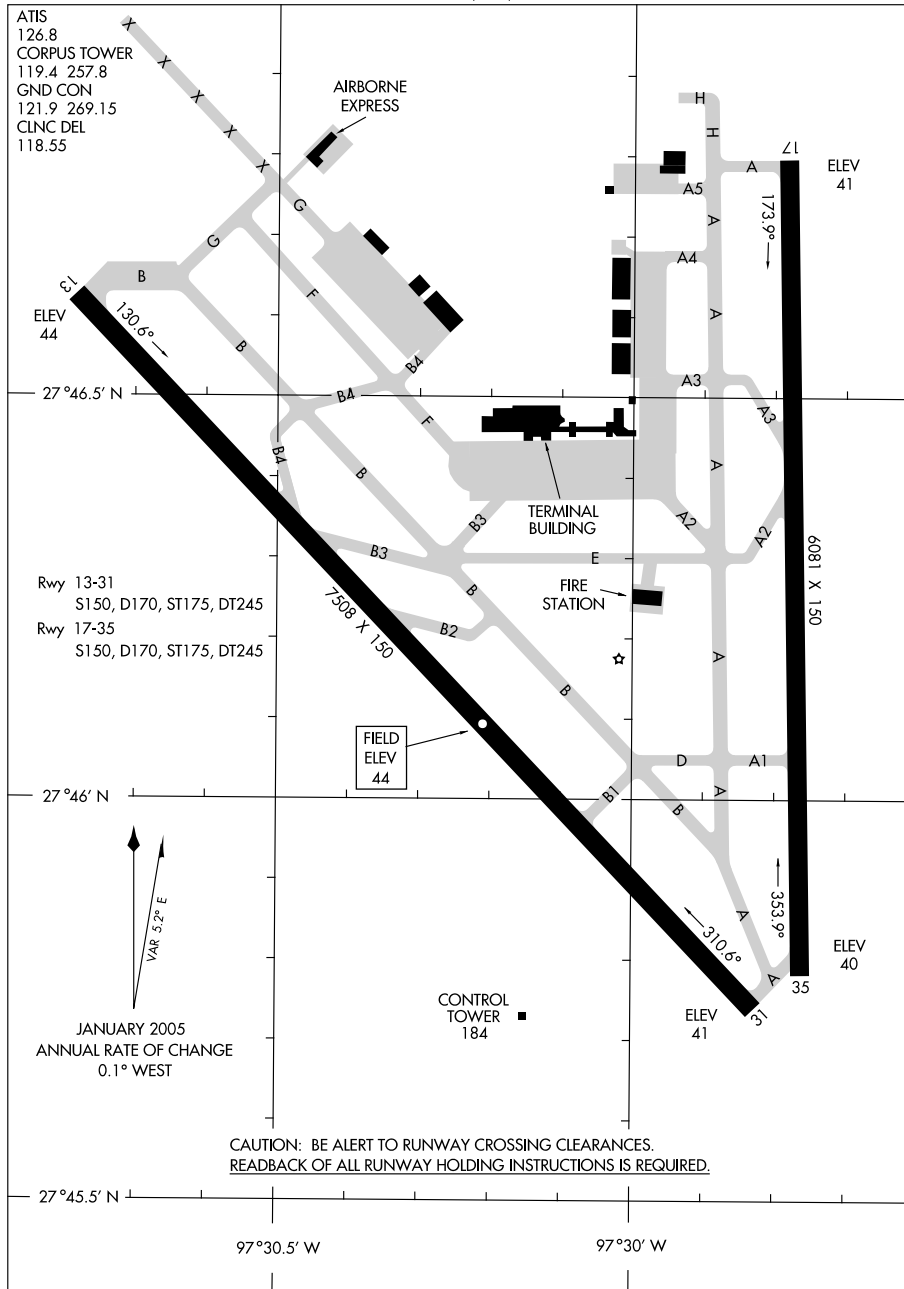 ATIS
126.8
CORPUS TOWER
119.4 257.8
GND CON
121.9 269.15
CLNC DEL
118.55
X
X
X
X
X
AIRBORNE
EXPRESS
H
H
17
ELEV
41
A
A5
173.9°
G
G
A
A4
B
F
13
ELEV
44
130.6°
A
B
27°46.5' N
B4
B4
A3
A3
F
B4
B
A
TERMINAL
BUILDING
B3
A2
A2
B3
E
6081 X 150
FIRE
STATION
Rwy 13-31
S150, D170, ST175, DT245
Rwy 17-35
S150, D170, ST175, DT245
7508 X 150
B
B2
A
B
FIELD
ELEV
44
D
A1
27°46' N
B1
B
A
VAR 5.2° E
353.9°
A
310.6°
ELEV
40
A
35
31
ELEV
41
CONTROL
TOWER
184
JANUARY 2005
ANNUAL RATE OF CHANGE
0.1° WEST
CAUTION: BE ALERT TO RUNWAY CROSSING CLEARANCES.
READBACK OF ALL RUNWAY HOLDING INSTRUCTIONS IS REQUIRED.
27°45.5' N
97°30.5' W
97°30' W